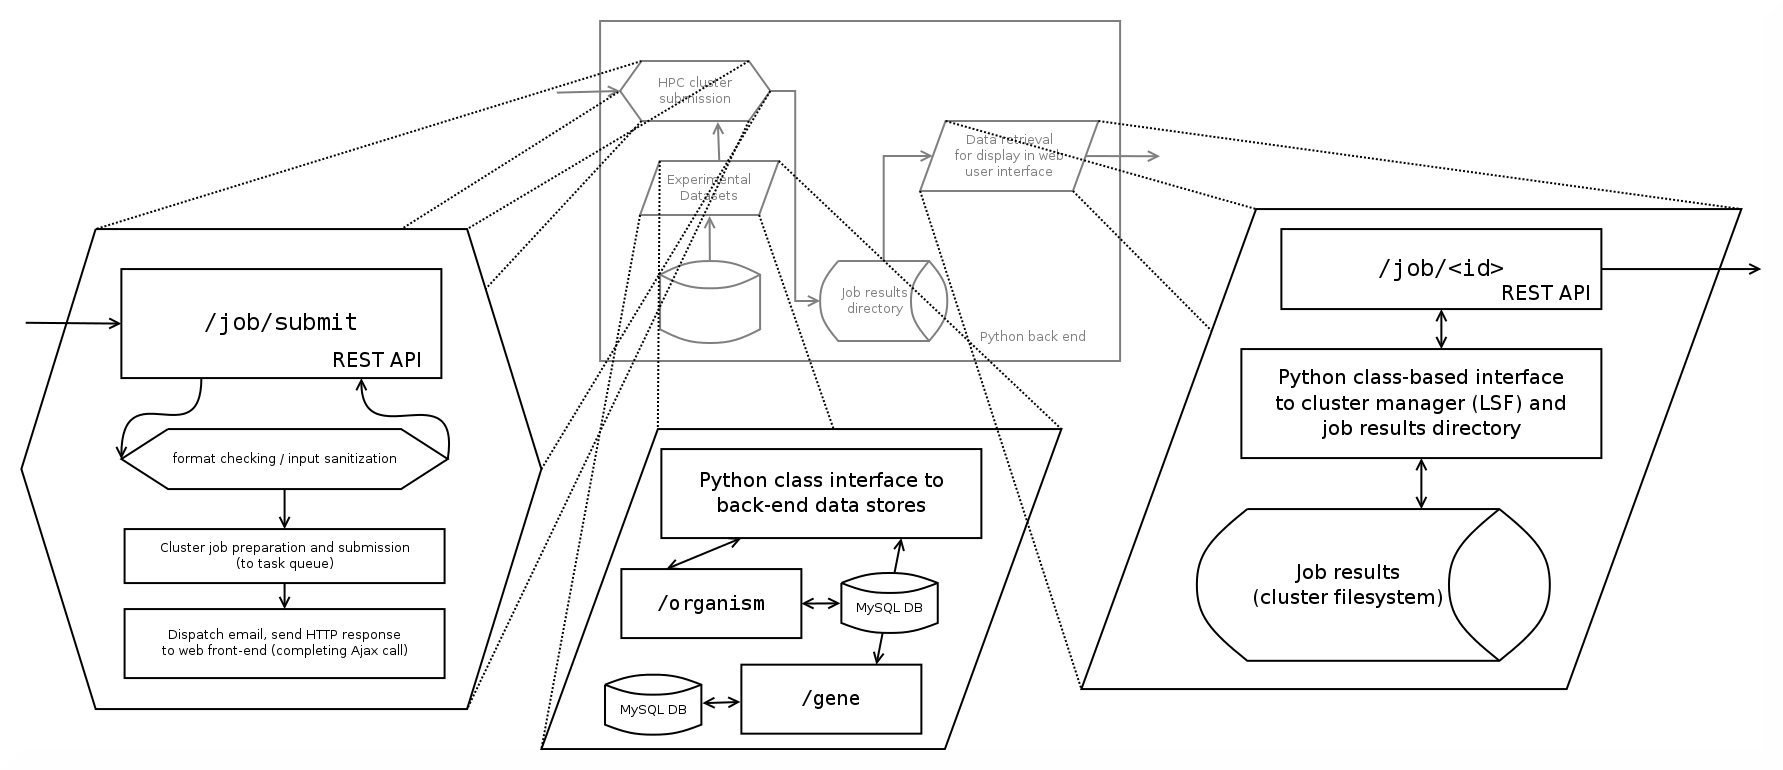 HPC cluster
submission
Experimental
Datasets
Data retrieval
for display in web
user interface
Job results
directory
Python back end
/job/submit
REST API
format checking / input sanitization
Cluster job preparation and submission
(to task queue)
Dispatch email, send HTTP response
to web front-end (completing Ajax call)
Python class interface to
back-end data stores
/organism
MySQL DB
MySQL DB
/gene
/job/<id>
REST API
Python class-based interface
to cluster manager (LSF) and
job results directory
Job results
(cluster filesystem)